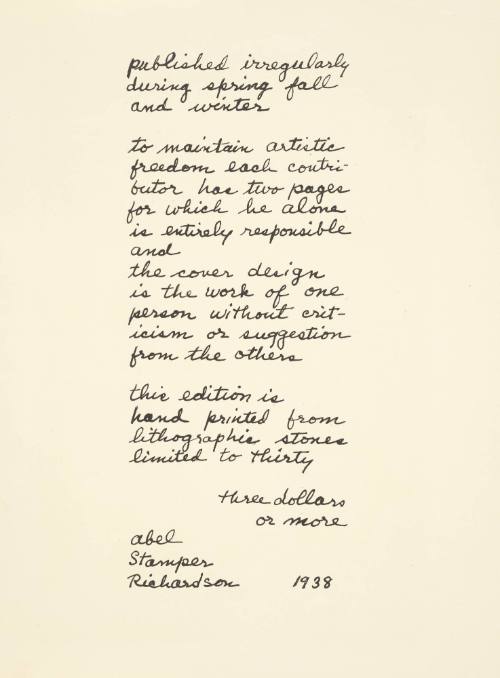 published irregularly
during spring fall
and winter
to maintain artistic
freedom each contri-
butor has two pages
for which he alone
is entirely responsible
and
the cover design
is the work of one
person without crit-
icism or suggestion
from the others
this edition is
hand printed from
lithographic stones
limited to thirty
three dollars
or more
abel
Stamper
Richardson 1938